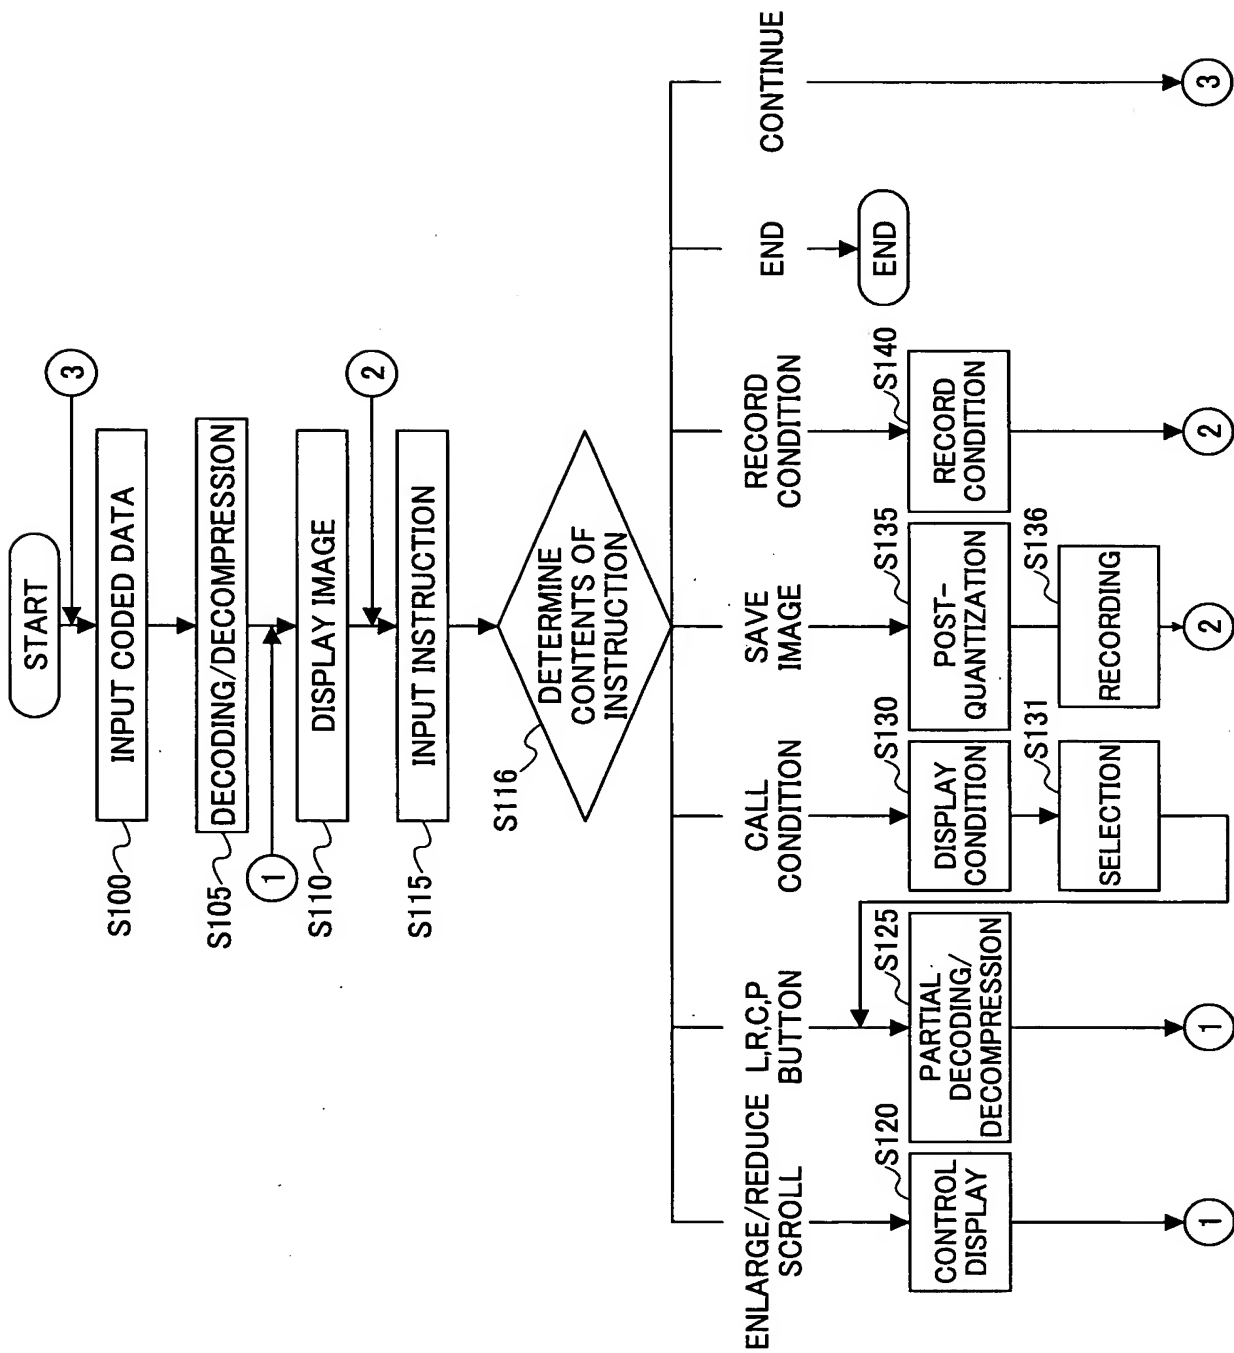 START
3
INPUT CODED DATA
S100
DECODING/DECOMPRESSION
S105
1
DISPLAY IMAGE
S110
2
INPUT INSTRUCTION
S115
DETERMINE
CONTENTS OF
INSTRUCTION
S116
ENLARGE/REDUCE
SCROLL
S120
CONTROL
DISPLAY
1
L,R,C,P
BUTTON
S125
PARTIAL
DECODING/
DECOMPRESSION
1
CALL
CONDITION
S130
DISPLAY
CONDITION
S131
SELECTION
SAVE
IMAGE
S135
POST-
QUANTIZATION
S136
RECORDING
2
RECORD
CONDITION
S140
RECORD
CONDITION
2
END
END
CONTINUE
3